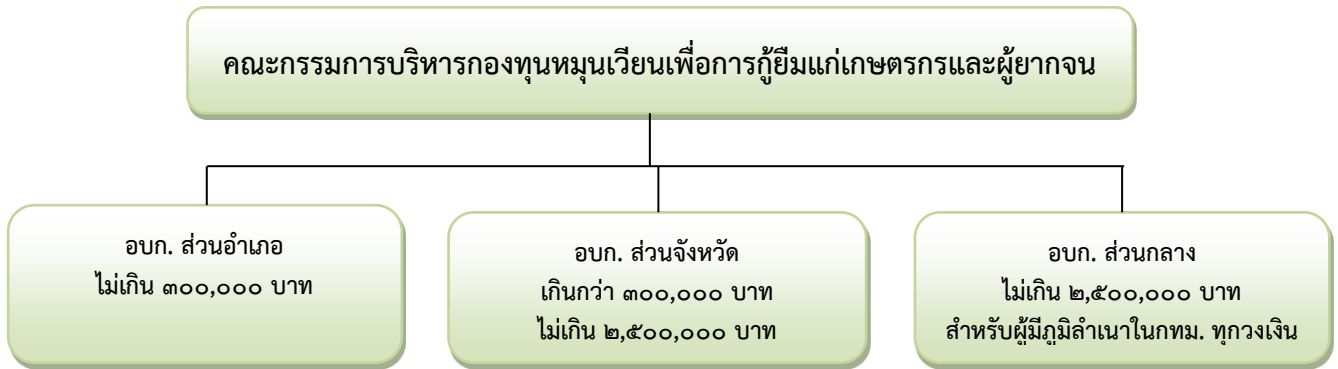 คณะกรรมการบริหารกองทุนหมุนเวียนเพื่อการกู้ยืมแก่เกษตรกรและผู้ยากจน
อบก. ส่วนอำเภอ
ไม่เกิน ๓๐๐,๐๐๐ บาท
อบก. ส่วนจังหวัด
เกินกว่า ๓๐๐,๐๐๐ บาท
ไม่เกิน ๒,๕๐๐,๐๐๐ บาท
อบก. ส่วนกลาง
ไม่เกิน ๒,๕๐๐,๐๐๐ บาท
สำหรับผู้มีภูมิลำเนาในกทม. ทุกวงเงิน